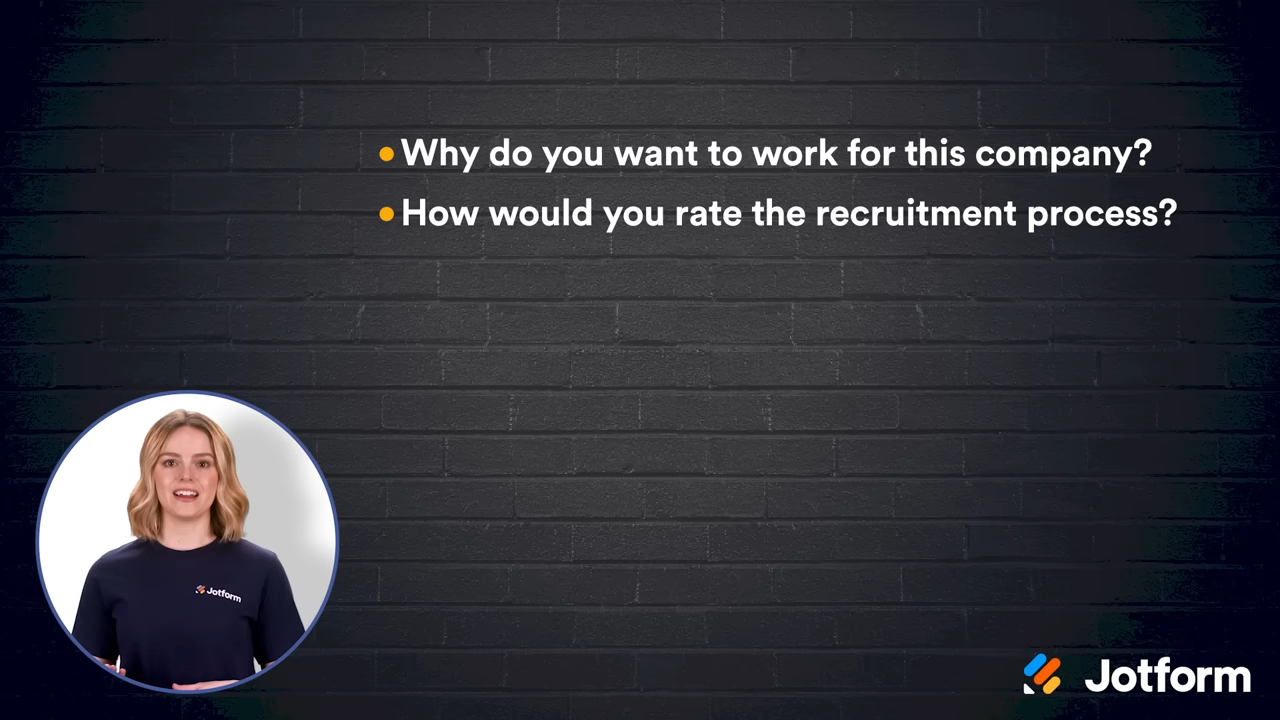 • Why do you want to work for this company?
• How would you rate the recruitment process?
Jotform
Jotform